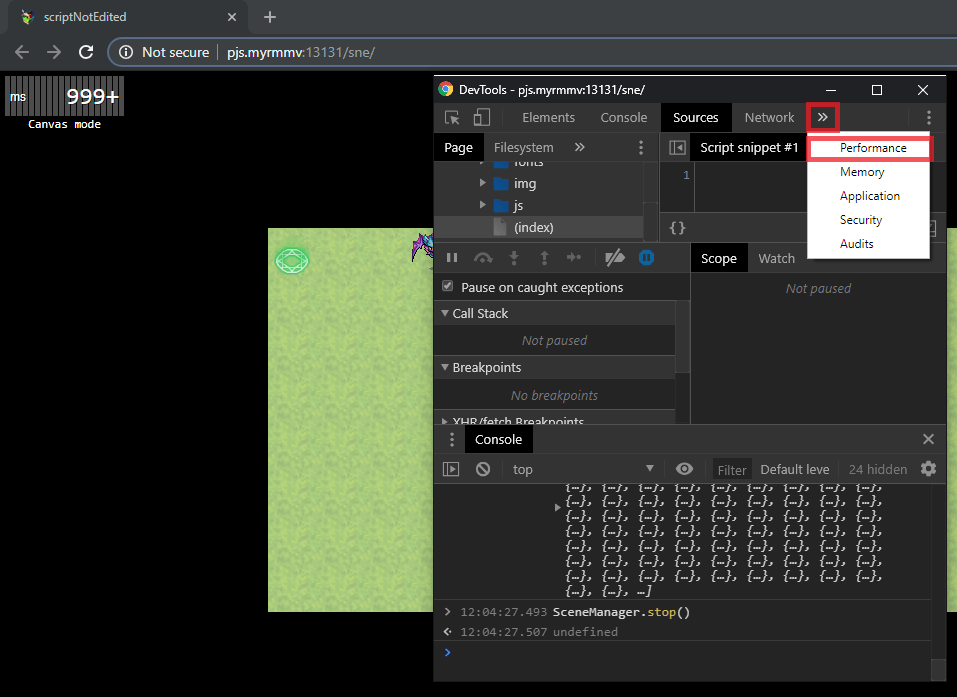 scriptNotEdited
Not secure pjs.myrmmv:13131/sne/
ms 999+
Canvas mode
DevTools - pjs.myrmmv:13131/sne/
Elements Console Sources Network »
Page Filesystem » Script snippet #1
Performance
Memory
Application
Security
Audits
fonts
img
js
(index)
1
{}
Pause on caught exceptions
Call Stack
Not paused
Breakpoints
No breakpoints
XHR/fetch Breakpoints
Scope Watch
Not paused
Console
top Filter Default leve 24 hidden
{…}, {…}, {…}, {…}, {…}, {…}, {…}, {…}, {…},
{…}, {…}, {…}, {…}, {…}, {…}, {…}, {…}, {…},
{…}, {…}, {…}, {…}, {…}, {…}, {…}, {…}, {…},
{…}, {…}, {…}, {…}, {…}, {…}, {…}, {…}, {…},
{…}, {…}, {…}, {…}, {…}, {…}, {…}, {…}, {…},
{…}, {…}, {…}, {…}, {…}, {…}, {…}, {…}, {…},
{…}, {…}, {…}, {…}, {…}, {…}, {…}, {…}, {…},
{…}, {…}, …]
> 12:04:27.493 SceneManager.stop()
12:04:27.507 undefined
>